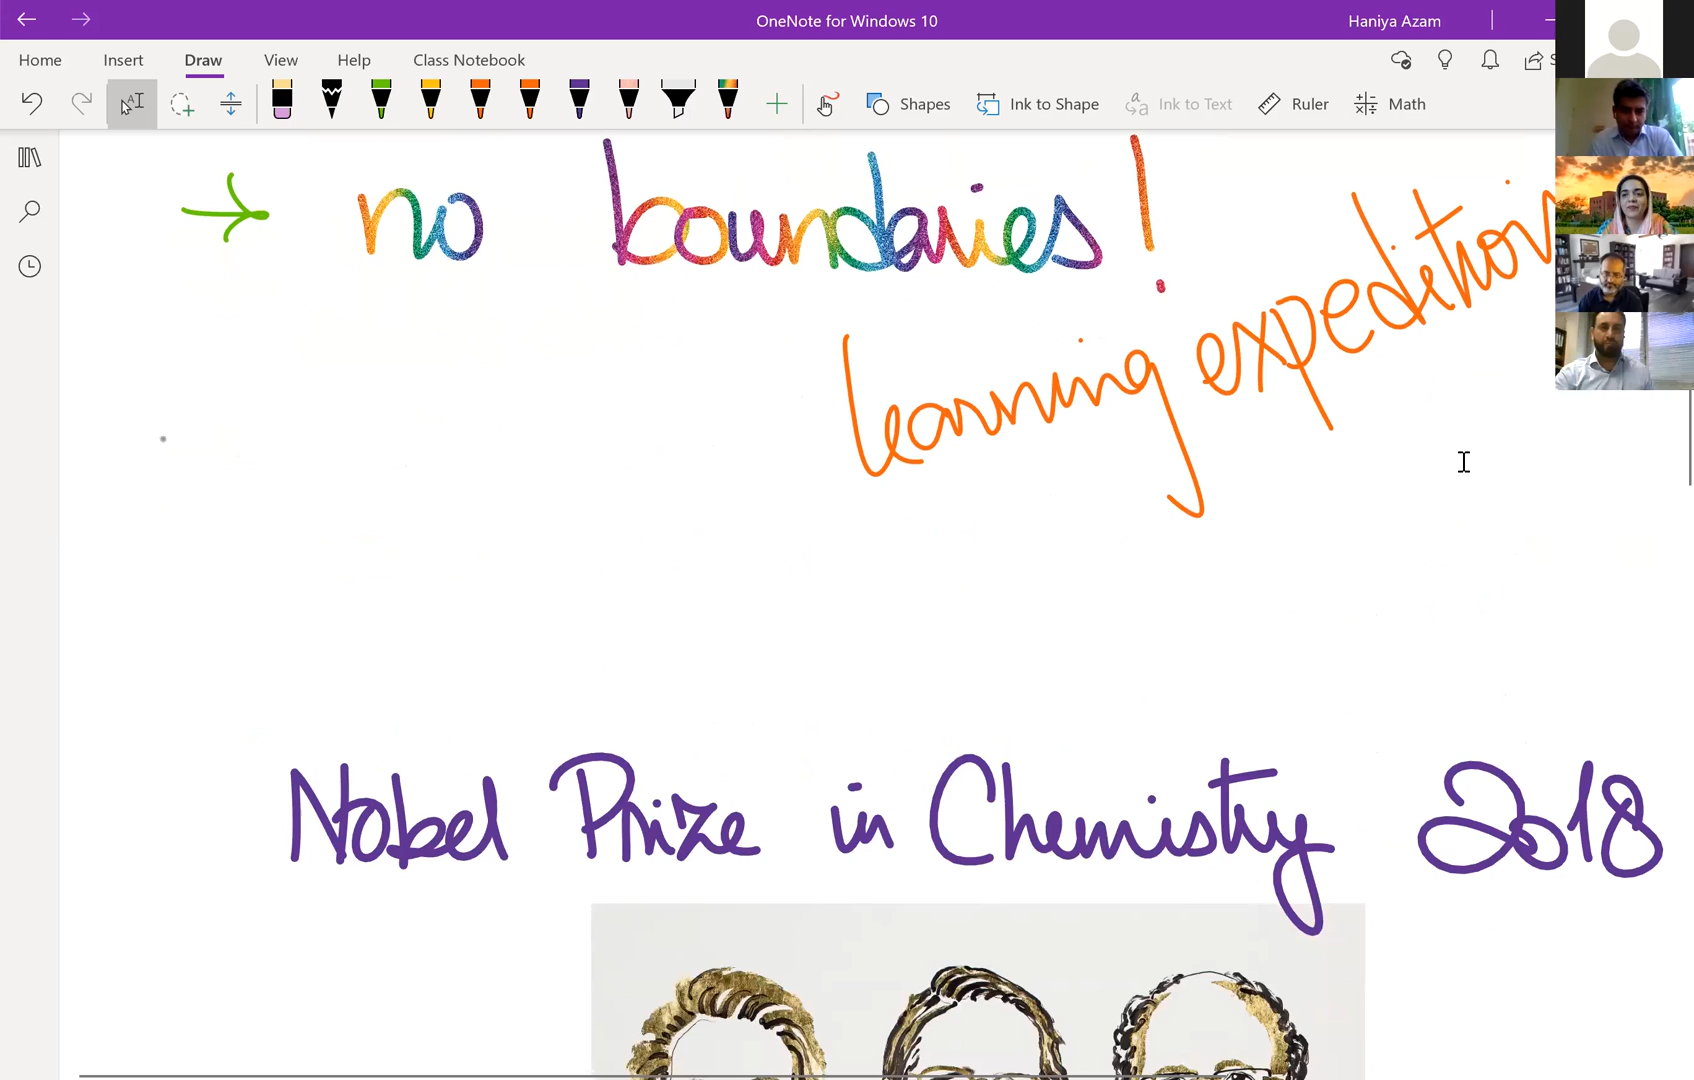 OneNote for Windows 10
Haniya Azam
Home Insert Draw View Help Class Notebook
Shapes Ink to Shape Ink to Text Ruler Math
→ no boundaries!
learning expedition
Nobel Prize in Chemistry 2018